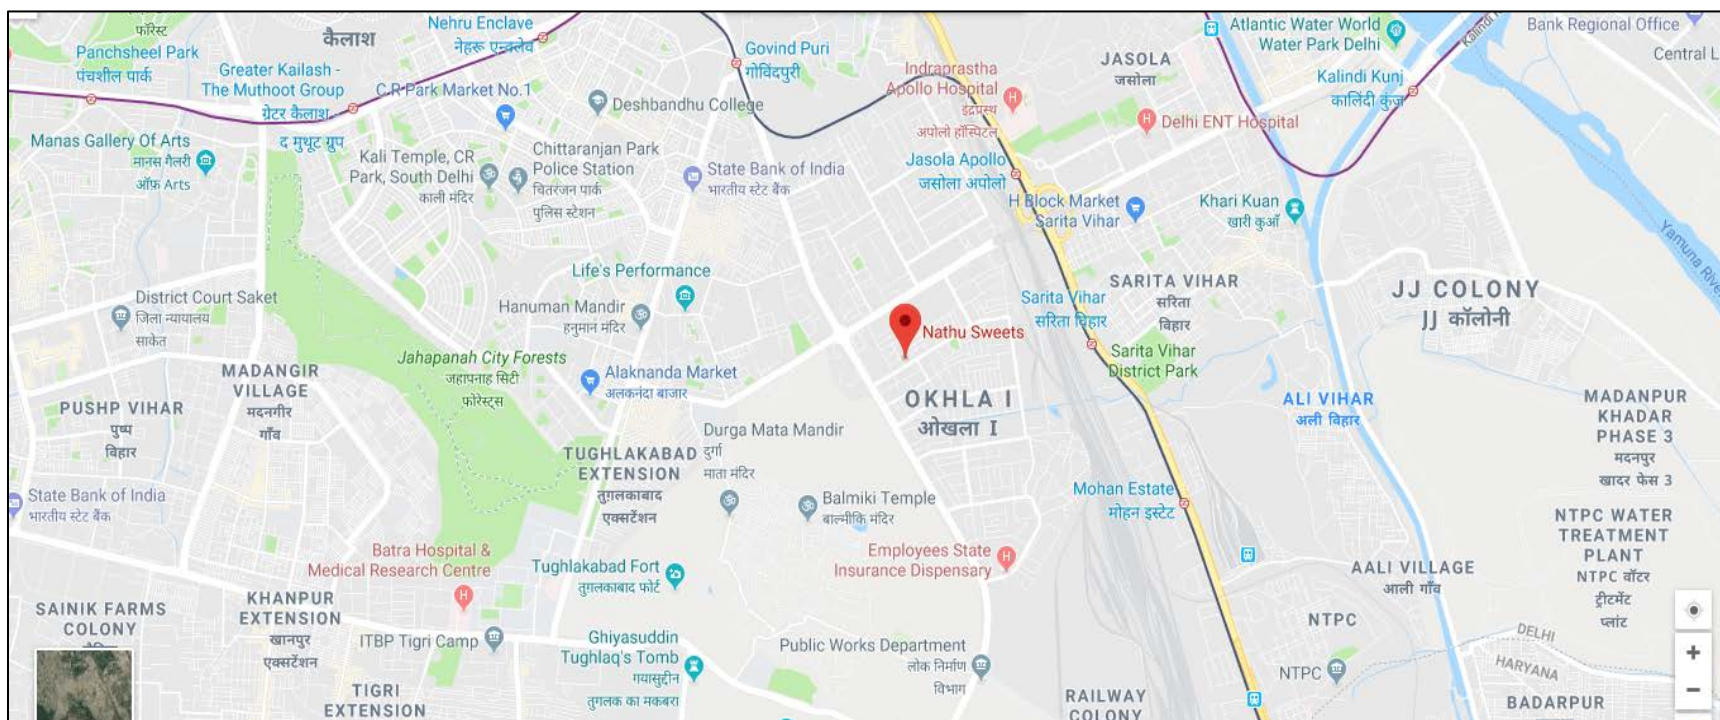 फॉरेस्ट
Panchsheel Park
पंचशील पार्क
कैलाश
Nehru Enclave
नेहरू एन्क्लेव
Greater Kailash -
The Muthoot Group
ग्रेटर कैलाश -
द मुथूट ग्रुप
C R Park Market No.1
Deshbandhu College
Govind Puri
गोविंदपुरी
Indraprastha
Apollo Hospital
इंद्रप्रस्थ
अपोलो हॉस्पिटल
JASOLA
जसोला
Atlantic Water World
Water Park Delhi
Bank Regional Office
Central L
Kalindi Kunj
कालिंदी कुंज
Delhi ENT Hospital
Manas Gallery Of Arts
मानस गैलरी
ऑफ़ Arts
Kali Temple, CR
Park, South Delhi
काली मंदिर
Chittaranjan Park
Police Station
चितरंजन पार्क
पुलिस स्टेशन
State Bank of India
भारतीय स्टेट बैंक
Jasola Apollo
जसोला अपोलो
H Block Market
Sarita Vihar
Khari Kuan
खारी कुआँ
Yamuna River
Life's Performance
District Court Saket
जिला न्यायालय
साकेत
Hanuman Mandir
हनुमान मंदिर
Nathu Sweets
Sarita Vihar
सरिता विहार
SARITA VIHAR
सरिता
विहार
JJ COLONY
JJ कॉलोनी
Sarita Vihar
District Park
Jahapanah City Forests
जहापनाह सिटी
फ़ोरेस्ट्स
MADANGIR
VILLAGE
मदनगीर
गाँव
Alaknanda Market
अलकनंदा बाजार
OKHLA I
ओखला I
ALI VIHAR
अली विहार
MADANPUR
KHADAR
PHASE 3
मदनपुर
खादर फेस 3
PUSHP VIHAR
पुष्प
विहार
TUGHLAKABAD
EXTENSION
तुग़लकाबाद
एक्सटेंशन
Durga Mata Mandir
दुर्गा
माता मंदिर
State Bank of India
भारतीय स्टेट बैंक
Balmiki Temple
बाल्मीकि मंदिर
Mohan Estate
मोहन इस्टेट
NTPC WATER
TREATMENT
PLANT
NTPC वॉटर
ट्रीटमेंट
प्लांट
Batra Hospital &
Medical Research Centre
Tughlakabad Fort
तुग़लकाबाद फोर्ट
Employees State
Insurance Dispensary
AALI VILLAGE
आली गाँव
SAINIK FARMS
COLONY
KHANPUR
EXTENSION
खानपुर
एक्सटेंशन
ITBP Tigri Camp
Ghiyasuddin
Tughlaq's Tomb
गयासुद्दीन
तुगलक का मकबरा
Public Works Department
लोक निर्माण
विभाग
NTPC
NTPC
DELHI
HARYANA
TIGRI
EXTENSION
RAILWAY
COLONY
BADARPUR